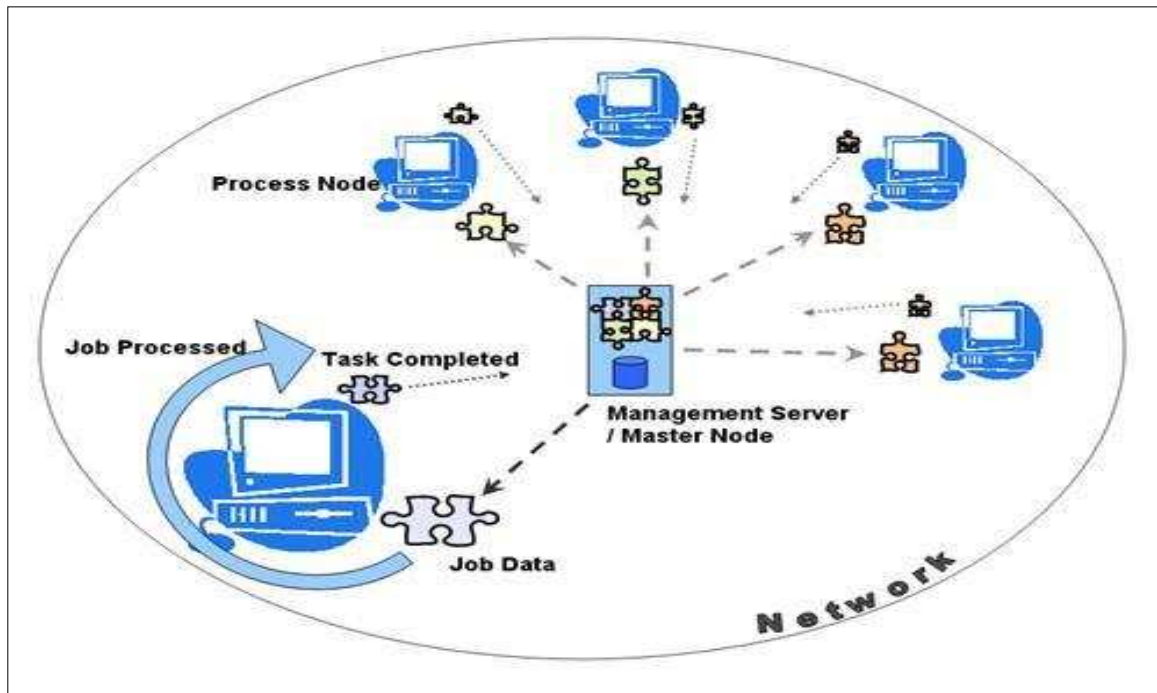 Process Node
Job Processed
Task Completed
Management Server
/ Master Node
Job Data
Network